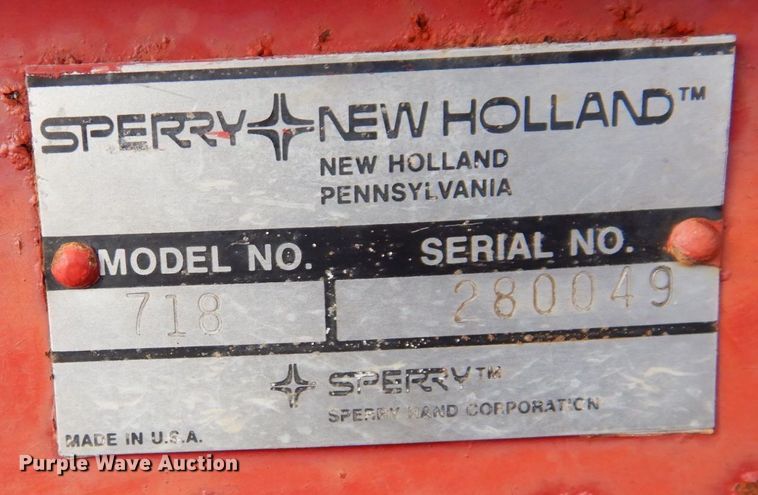 SPERRY NEW HOLLAND™
NEW HOLLAND
PENNSYLVANIA
MODEL NO. SERIAL NO.
718 280049
SPERRY™
SPERRY RAND CORPORATION
MADE IN U.S.A.
Purple Wave Auction